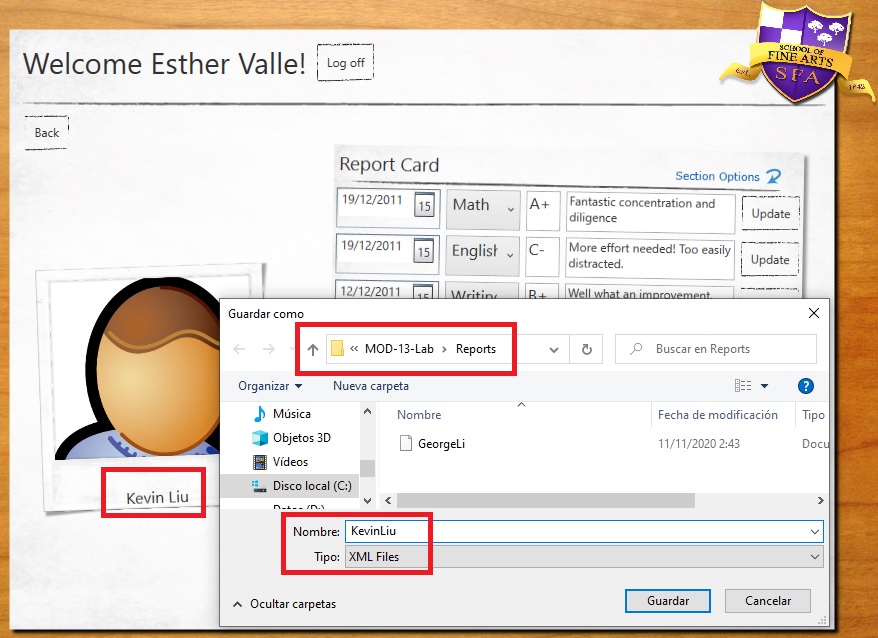 Welcome Esther Valle!
Log off
SCHOOL OF
FINE ARTS
SFA
Est.
1842
Back
Report Card
Section Options
19/12/2011 15 Math A+ Fantastic concentration and
diligence
Update
19/12/2011 15 English C- More effort needed! Too easily
distracted.
Update
12/12/2011 15 Writing B+ Well what an improvement.
Kevin Liu
Guardar como
« MOD-13-Lab › Reports
Buscar en Reports
Organizar Nueva carpeta
Música
Objetos 3D
Vídeos
Disco local (C:)
Datos (D:)
Nombre Fecha de modificación Tipo
GeorgeLi 11/11/2020 2:43 Docu
Nombre: KevinLiu
Tipo: XML Files
Ocultar carpetas
Guardar Cancelar